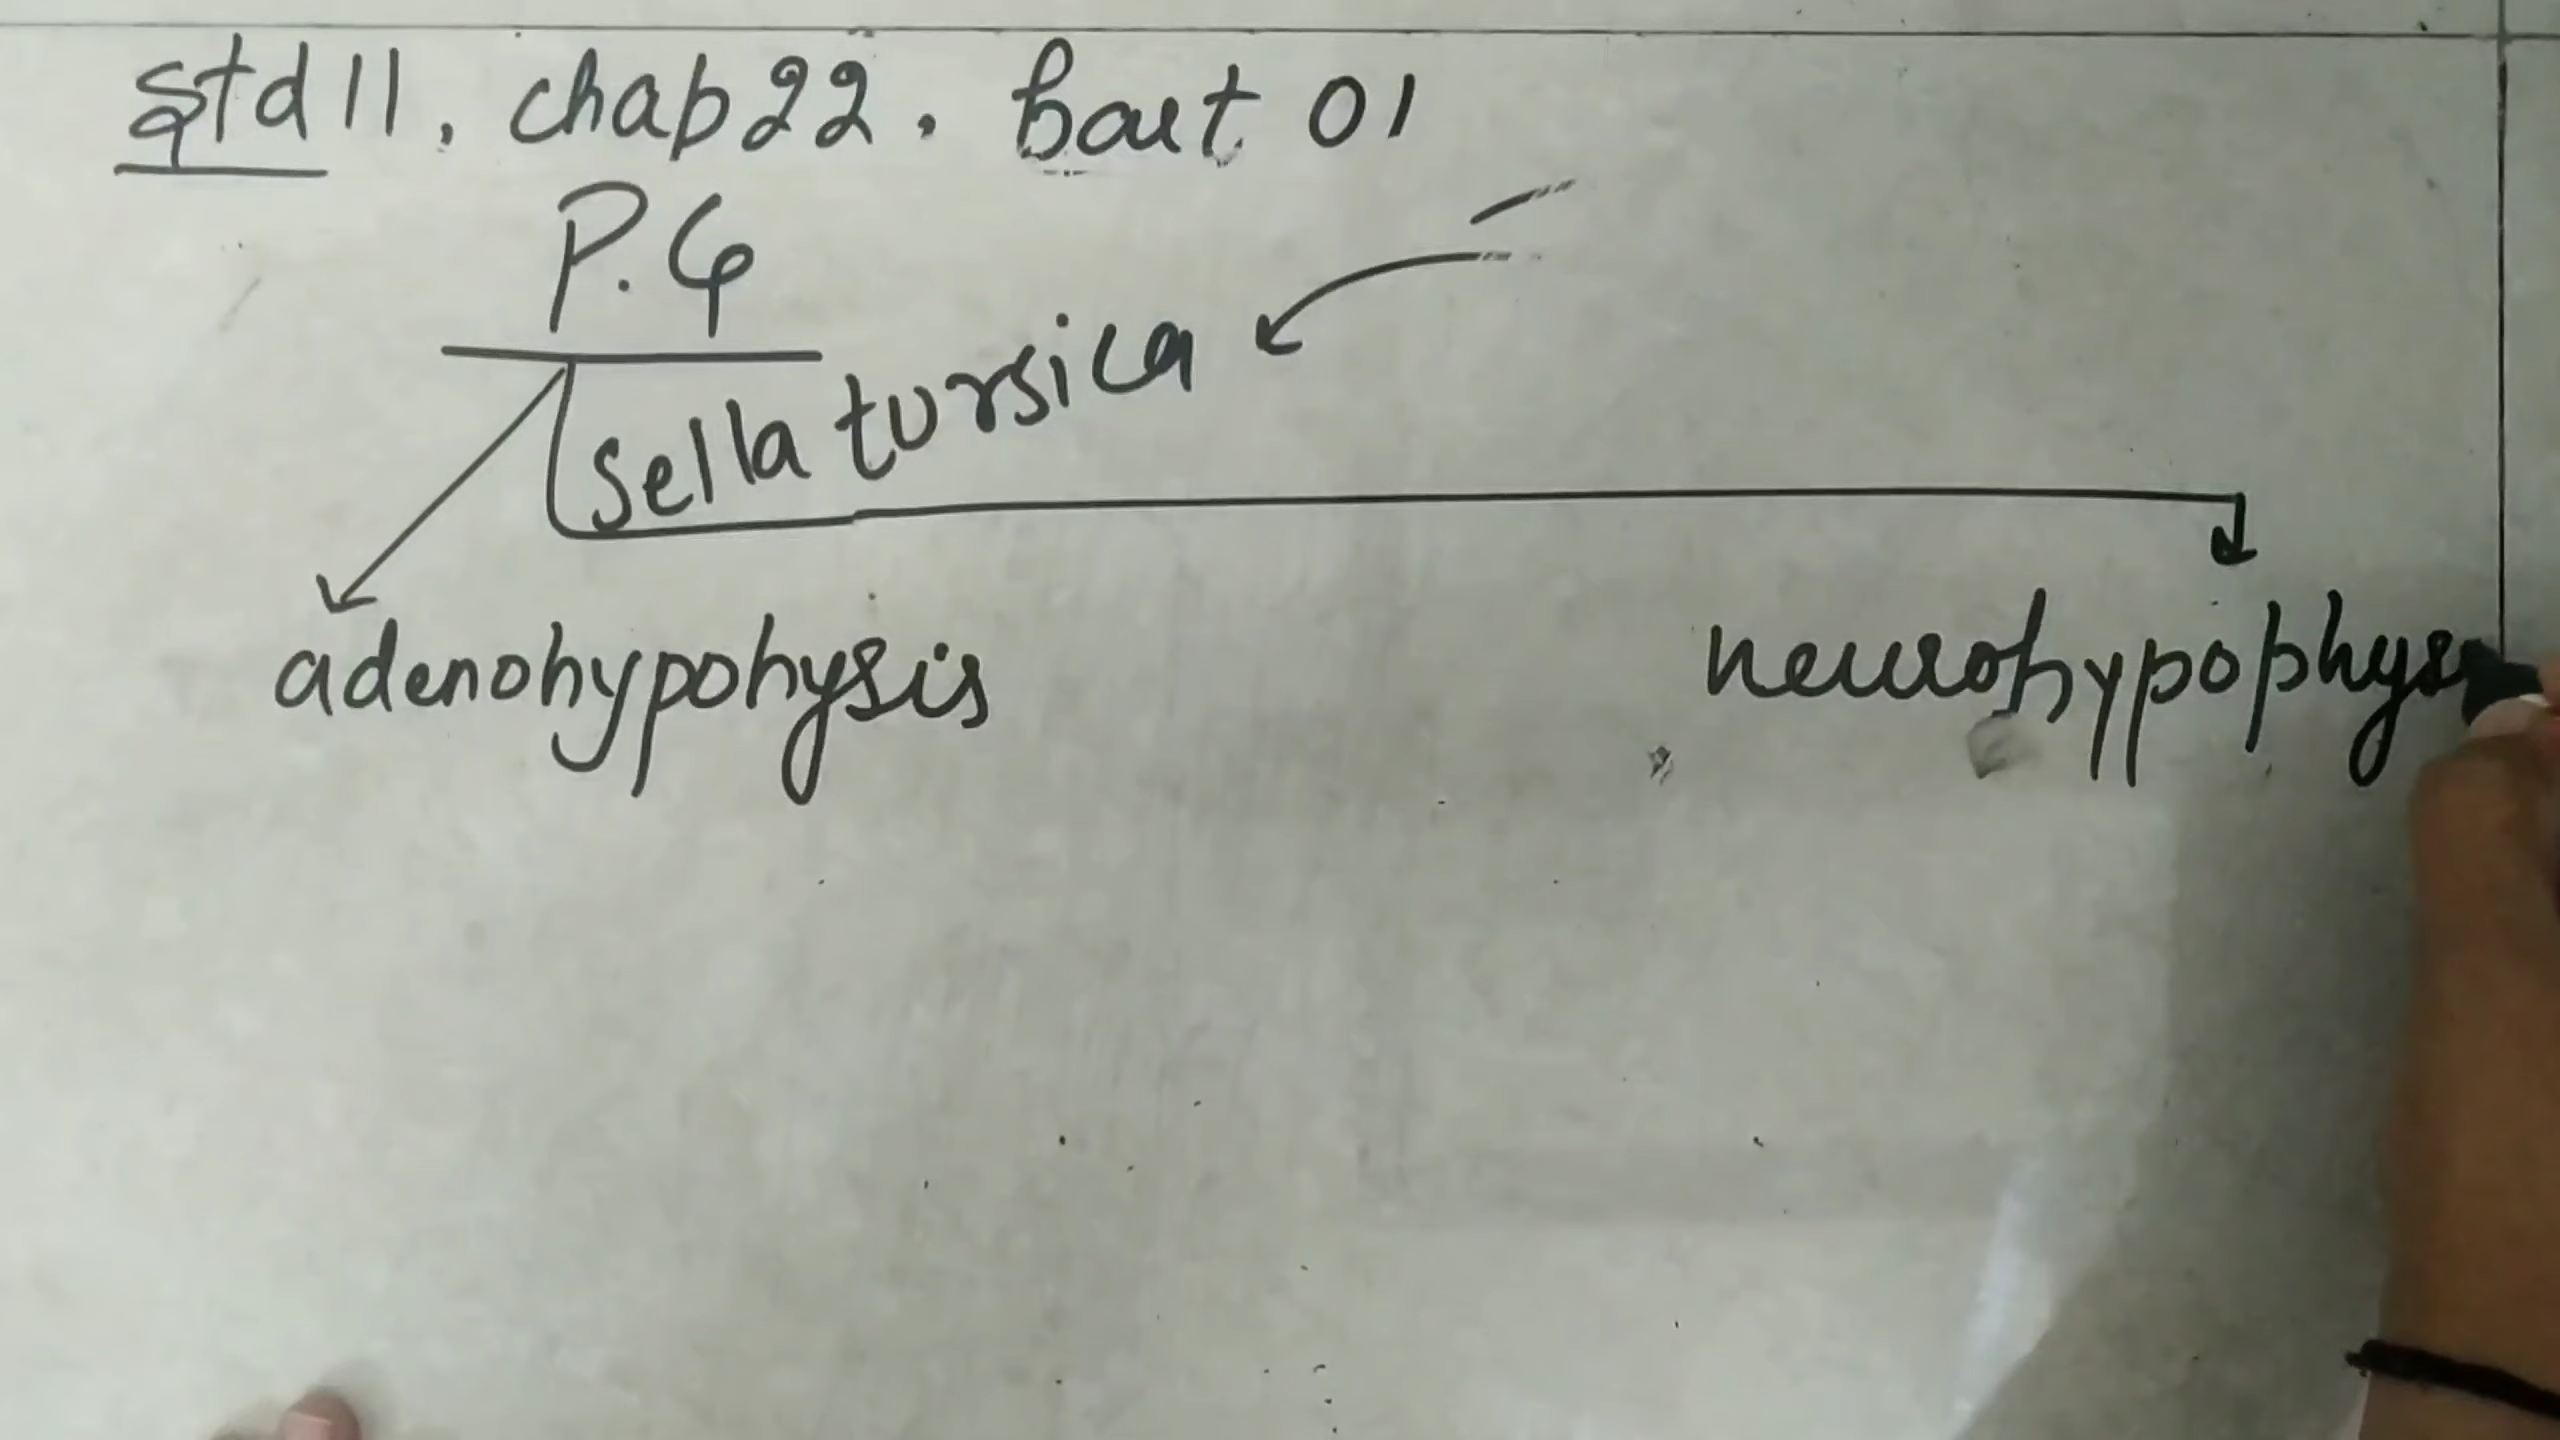 std 11. chap 22. Part 01
P.G
sella tursica
adenohypohysis
neurohypophys